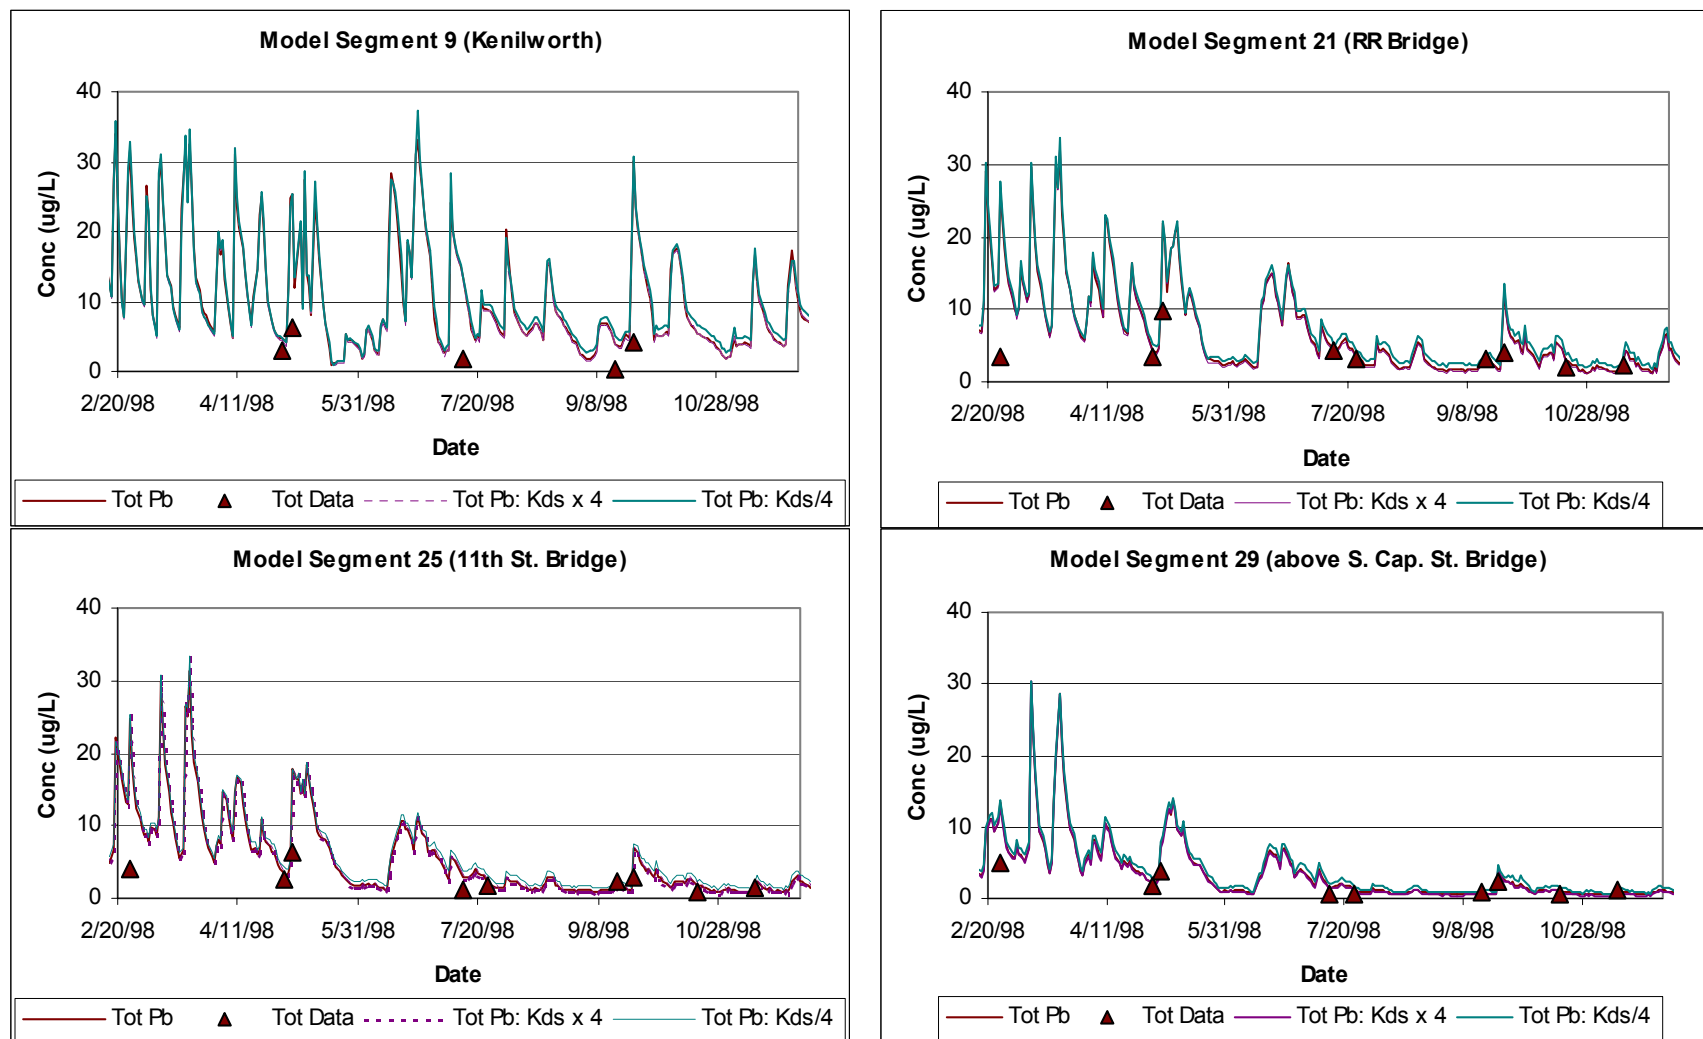 Model Segment 9 (Kenilworth)
Conc (ug/L)
40
30
20
10
0
2/20/98 4/11/98 5/31/98 7/20/98 9/8/98 10/28/98
Date
Tot Pb Tot Data Tot Pb: Kds x 4 Tot Pb: Kds/4
Model Segment 21 (RR Bridge)
Conc (ug/L)
40
30
20
10
0
2/20/98 4/11/98 5/31/98 7/20/98 9/8/98 10/28/98
Date
Tot Pb Tot Data Tot Pb: Kds x 4 Tot Pb: Kds/4
Model Segment 25 (11th St. Bridge)
Conc (ug/L)
40
30
20
10
0
2/20/98 4/11/98 5/31/98 7/20/98 9/8/98 10/28/98
Date
Tot Pb Tot Data Tot Pb: Kds x 4 Tot Pb: Kds/4
Model Segment 29 (above S. Cap. St. Bridge)
Conc (ug/L)
40
30
20
10
0
2/20/98 4/11/98 5/31/98 7/20/98 9/8/98 10/28/98
Date
Tot Pb Tot Data Tot Pb: Kds x 4 Tot Pb: Kds/4